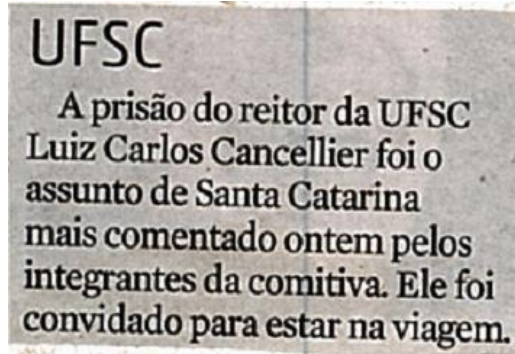 UFSC
A prisão do reitor da UFSC
Luiz Carlos Cancellier foi o
assunto de Santa Catarina
mais comentado ontem pelos
integrantes da comitiva. Ele foi
convidado para estar na viagem.